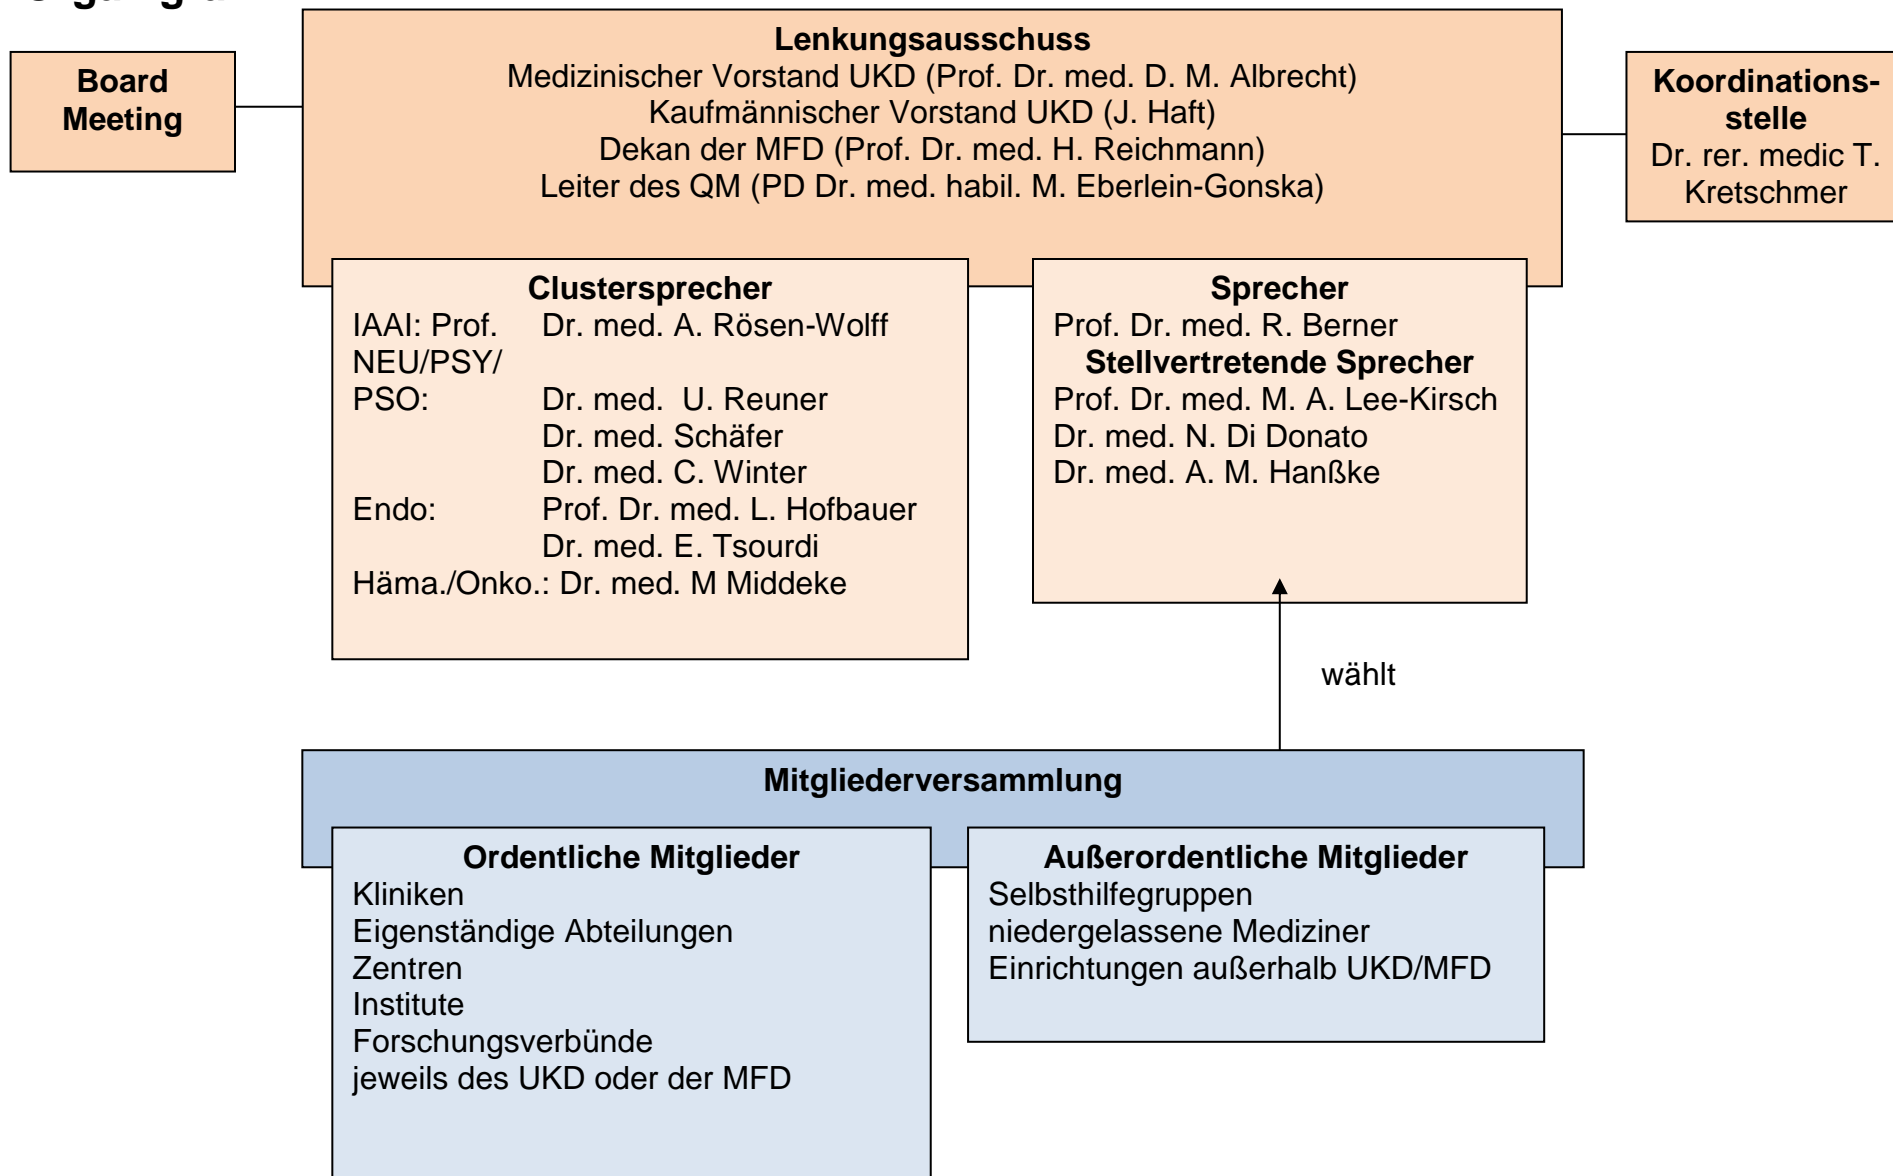 Board
Meeting
Lenkungsausschuss
Medizinischer Vorstand UKD (Prof. Dr. med. D. M. Albrecht)
Kaufmännischer Vorstand UKD (J. Haft)
Dekan der MFD (Prof. Dr. med. H. Reichmann)
Leiter des QM (PD Dr. med. habil. M. Eberlein-Gonska)
Koordinations-
stelle
Dr. rer. medic T.
Kretschmer
Clustersprecher
IAAI: Prof. Dr. med. A. Rösen-Wolff
NEU/PSY/
PSO: Dr. med. U. Reuner
Dr. med. Schäfer
Dr. med. C. Winter
Endo: Prof. Dr. med. L. Hofbauer
Dr. med. E. Tsourdi
Häma./Onko.: Dr. med. M Middeke
Sprecher
Prof. Dr. med. R. Berner
Stellvertretende Sprecher
Prof. Dr. med. M. A. Lee-Kirsch
Dr. med. N. Di Donato
Dr. med. A. M. Hanßke
wählt
Mitgliederversammlung
Ordentliche Mitglieder
Kliniken
Eigenständige Abteilungen
Zentren
Institute
Forschungsverbünde
jeweils des UKD oder der MFD
Außerordentliche Mitglieder
Selbsthilfegruppen
niedergelassene Mediziner
Einrichtungen außerhalb UKD/MFD